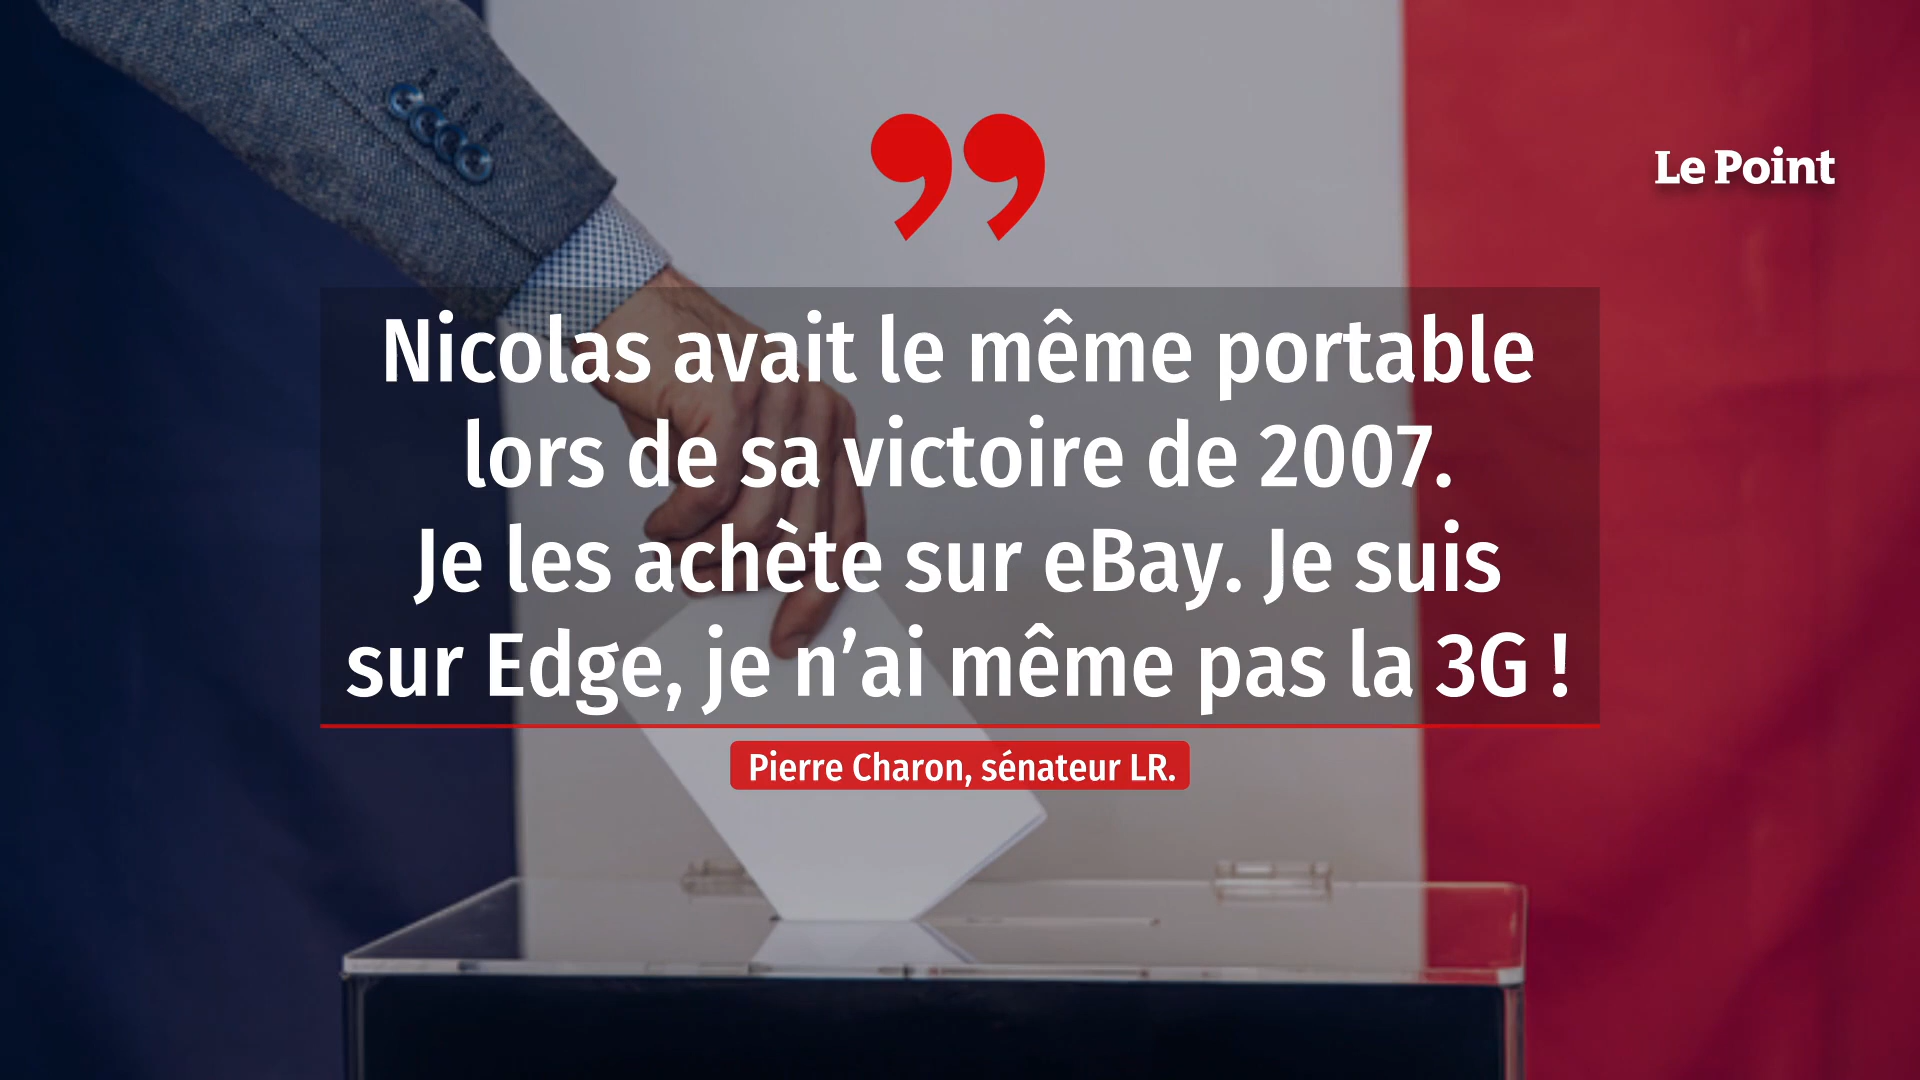 Le Point
Nicolas avait le même portable
lors de sa victoire de 2007.
Je les achète sur eBay. Je suis
sur Edge, je n’ai même pas la 3G !
Pierre Charon, sénateur LR.